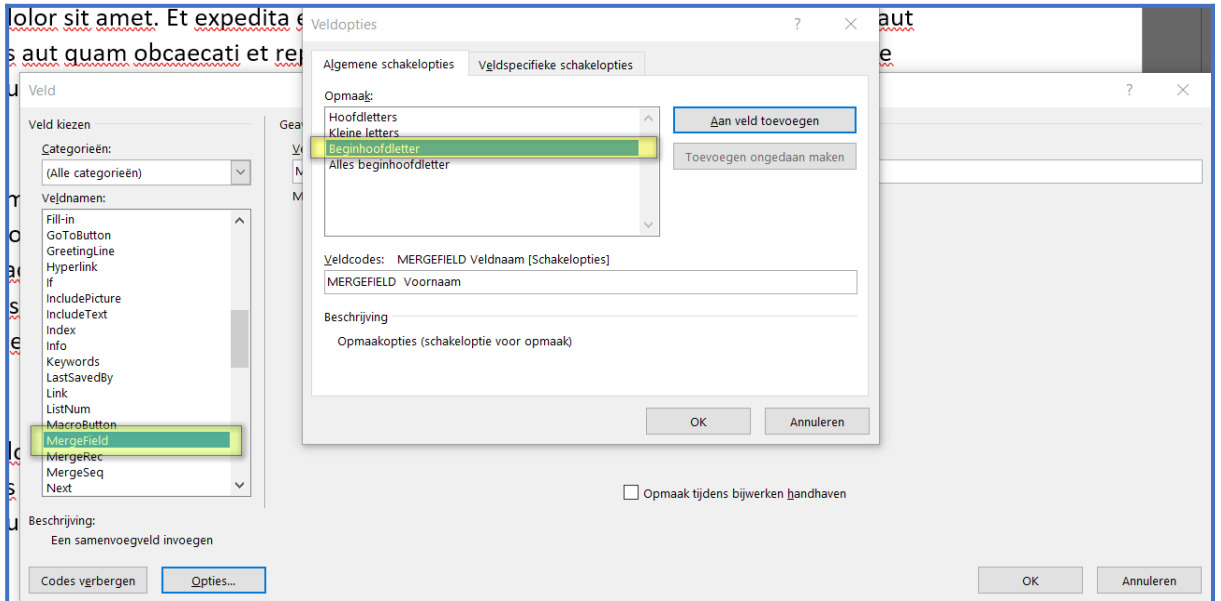 dolor sit amet. Et expedita
aut
s aut quam obcaecati et
Veldopties
Algemene schakelopties
Veldspecifieke schakelopties
Opmaak:
Hoofdletters
Kleine letters
Beginhoofdletter
Alles beginhoofdletter
Aan veld toevoegen
Toevoegen ongedaan maken
Veldcodes: MERGEFIELD Veldnaam [Schakelopties]
MERGEFIELD Voornaam
Beschrijving
Opmaakopties (schakeloptie voor opmaak)
OK
Annuleren
Veld
Veld kiezen
Categorieën:
(Alle categorieën)
Veldnamen:
Fill-in
GoToButton
GreetingLine
Hyperlink
If
IncludePicture
IncludeText
Index
Info
Keywords
LastSavedBy
Link
ListNum
MacroButton
MergeField
MergeRec
MergeSeq
Next
Beschrijving:
Een samenvoegveld invoegen
Codes verbergen
Opties...
Opmaak tijdens bijwerken handhaven
OK
Annuleren